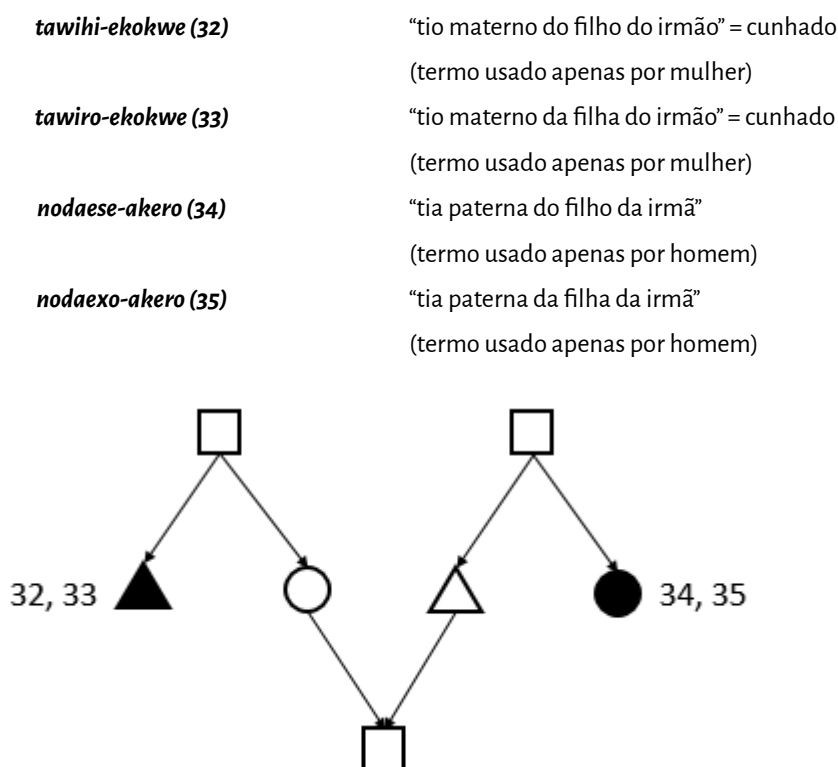 tawihi-ekokwe (32) "tio materno do filho do irmão" = cunhado
(termo usado apenas por mulher)
tawiro-ekokwe (33) "tio materno da filha do irmão" = cunhado
(termo usado apenas por mulher)
nodaese-akero (34) "tia paterna do filho da irmã"
(termo usado apenas por homem)
nodaexo-akero (35) "tia paterna da filha da irmã"
(termo usado apenas por homem)
32, 33
34, 35